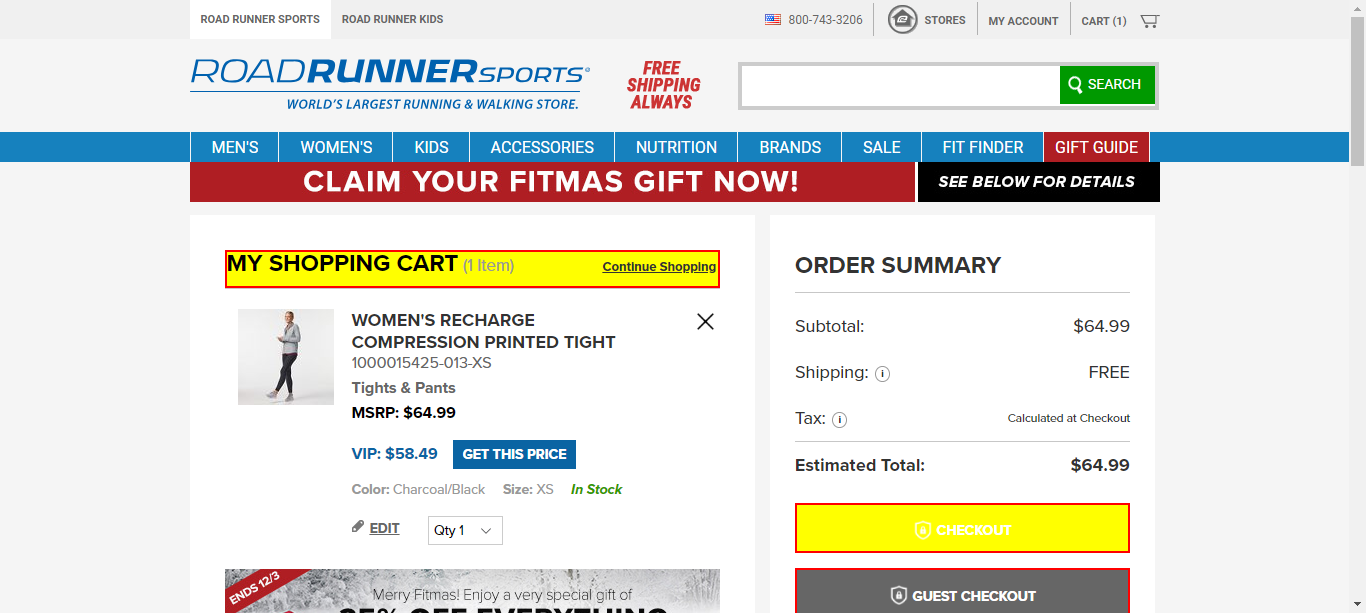 ROAD RUNNER SPORTS
ROAD RUNNER KIDS
800-743-3206
STORES
MY ACCOUNT
CART (1)
ROADRUNNERSPORTS
WORLD'S LARGEST RUNNING & WALKING STORE.
FREE
SHIPPING
ALWAYS
SEARCH
MEN'S
WOMEN'S
KIDS
ACCESSORIES
NUTRITION
BRANDS
SALE
FIT FINDER
GIFT GUIDE
CLAIM YOUR FITMAS GIFT NOW!
SEE BELOW FOR DETAILS
MY SHOPPING CART (1 Item)
Continue Shopping
WOMEN'S RECHARGE
COMPRESSION PRINTED TIGHT
1000015425-013-XS
Tights & Pants
MSRP: $64.99
VIP: $58.49
GET THIS PRICE
Color: Charcoal/Black Size: XS In Stock
EDIT
Qty 1
ENDS 12/3
Merry Fitmas! Enjoy a very special gift of
25% OFF EVERYTHING
ORDER SUMMARY
Subtotal: $64.99
Shipping: FREE
Tax: Calculated at Checkout
Estimated Total: $64.99
CHECKOUT
GUEST CHECKOUT